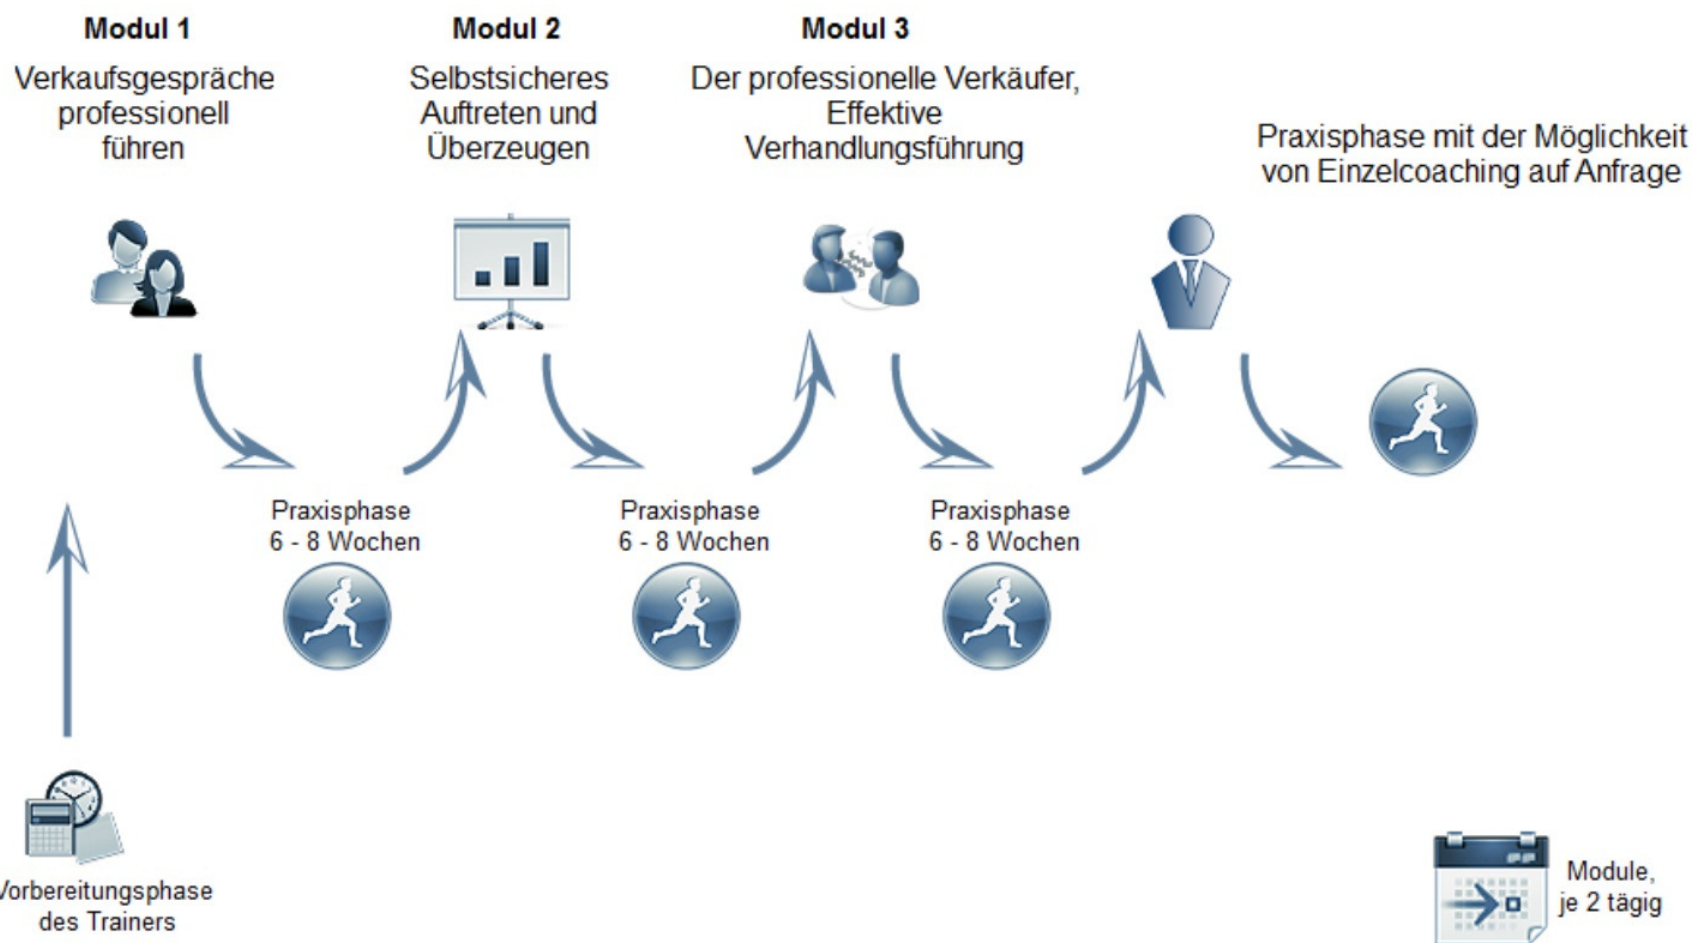 Modul 1
Verkaufsgespräche
professionell
führen
Modul 2
Selbstsicheres
Auftreten und
Überzeugen
Modul 3
Der professionelle Verkäufer,
Effektive
Verhandlungsführung
Praxisphase mit der Möglichkeit
von Einzelcoaching auf Anfrage
Praxisphase
6 - 8 Wochen
Praxisphase
6 - 8 Wochen
Praxisphase
6 - 8 Wochen
Vorbereitungsphase
des Trainers
Module,
je 2 tägig